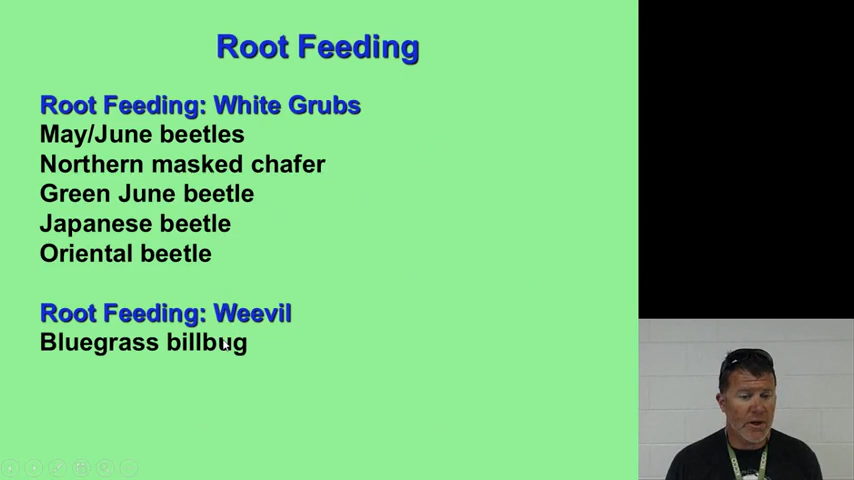 Root Feeding
Root Feeding: White Grubs
May/June beetles
Northern masked chafer
Green June beetle
Japanese beetle
Oriental beetle
Root Feeding: Weevil
Bluegrass billbug